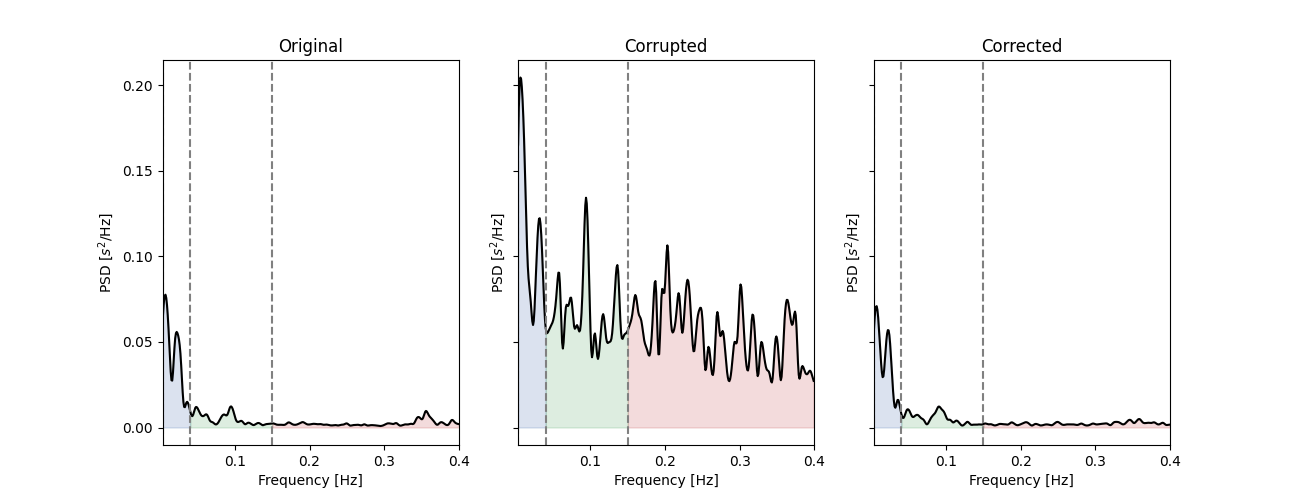 Original
Corrupted
Corrected
PSD [s²/Hz]
0.20
0.15
0.10
0.05
0.00
0.1 0.2 0.3 0.4
Frequency [Hz]
PSD [s²/Hz]
0.1 0.2 0.3 0.4
Frequency [Hz]
PSD [s²/Hz]
0.1 0.2 0.3 0.4
Frequency [Hz]